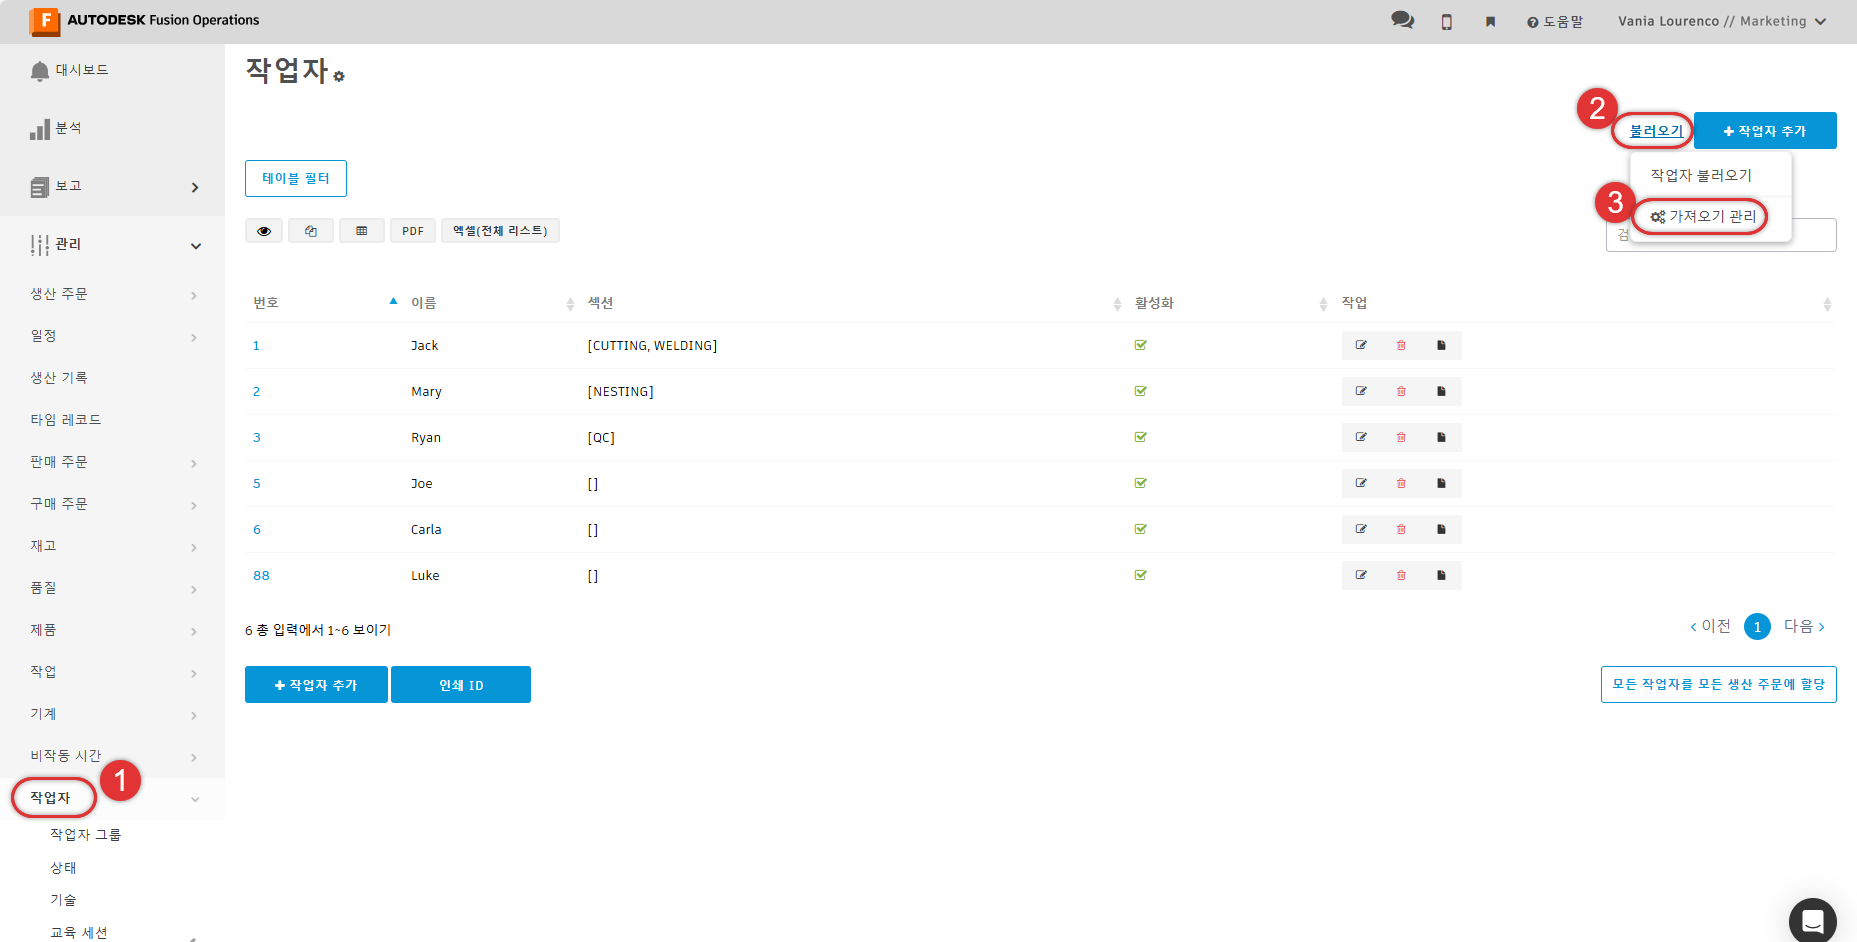 F AUTODESK Fusion Operations
도움말
Vania Lourenco // Marketing
대시보드
분석
보고
관리
생산 주문
일정
생산 기록
타임 레코드
판매 주문
구매 주문
재고
품질
제품
작업
기계
비작동 시간
작업자
1
작업자 그룹
상태
기술
교육 세션
작업자
2
불러오기
작업자 추가
작업자 불러오기
3
가져오기 관리
테이블 필터
PDF
엑셀(전체 리스트)
검
번호 이름 섹션 활성화 작업
1 Jack [CUTTING, WELDING]
2 Mary [NESTING]
3 Ryan [QC]
5 Joe []
6 Carla []
88 Luke []
6 총 입력에서 1~6 보이기
이전 1 다음
작업자 추가
인쇄 ID
모든 작업자를 모든 생산 주문에 할당